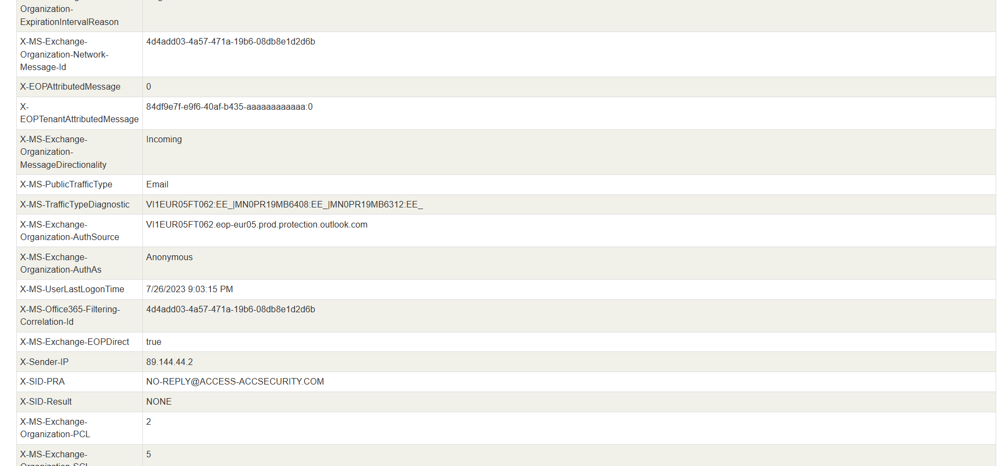 Organization-
ExpirationIntervalReason
X-MS-Exchange-
Organization-Network-
Message-Id
4d4add03-4a57-471a-19b6-08db8e1d2d6b
X-EOPAttributedMessage
0
X-
EOPTenantAttributedMessage
84df9e7f-e9f6-40af-b435-aaaaaaaaaaaa:0
X-MS-Exchange-
Organization-
MessageDirectionality
Incoming
X-MS-PublicTrafficType
Email
X-MS-TrafficTypeDiagnostic
VI1EUR05FT062:EE_|MN0PR19MB6408:EE_|MN0PR19MB6312:EE_
X-MS-Exchange-
Organization-AuthSource
VI1EUR05FT062.eop-eur05.prod.protection.outlook.com
X-MS-Exchange-
Organization-AuthAs
Anonymous
X-MS-UserLastLogonTime
7/26/2023 9:03:15 PM
X-MS-Office365-Filtering-
Correlation-Id
4d4add03-4a57-471a-19b6-08db8e1d2d6b
X-MS-Exchange-EOPDirect
true
X-Sender-IP
89.144.44.2
X-SID-PRA
NO-REPLY@ACCESS-ACCSECURITY.COM
X-SID-Result
NONE
X-MS-Exchange-
Organization-PCL
2
X-MS-Exchange-
Organization-SCL
5